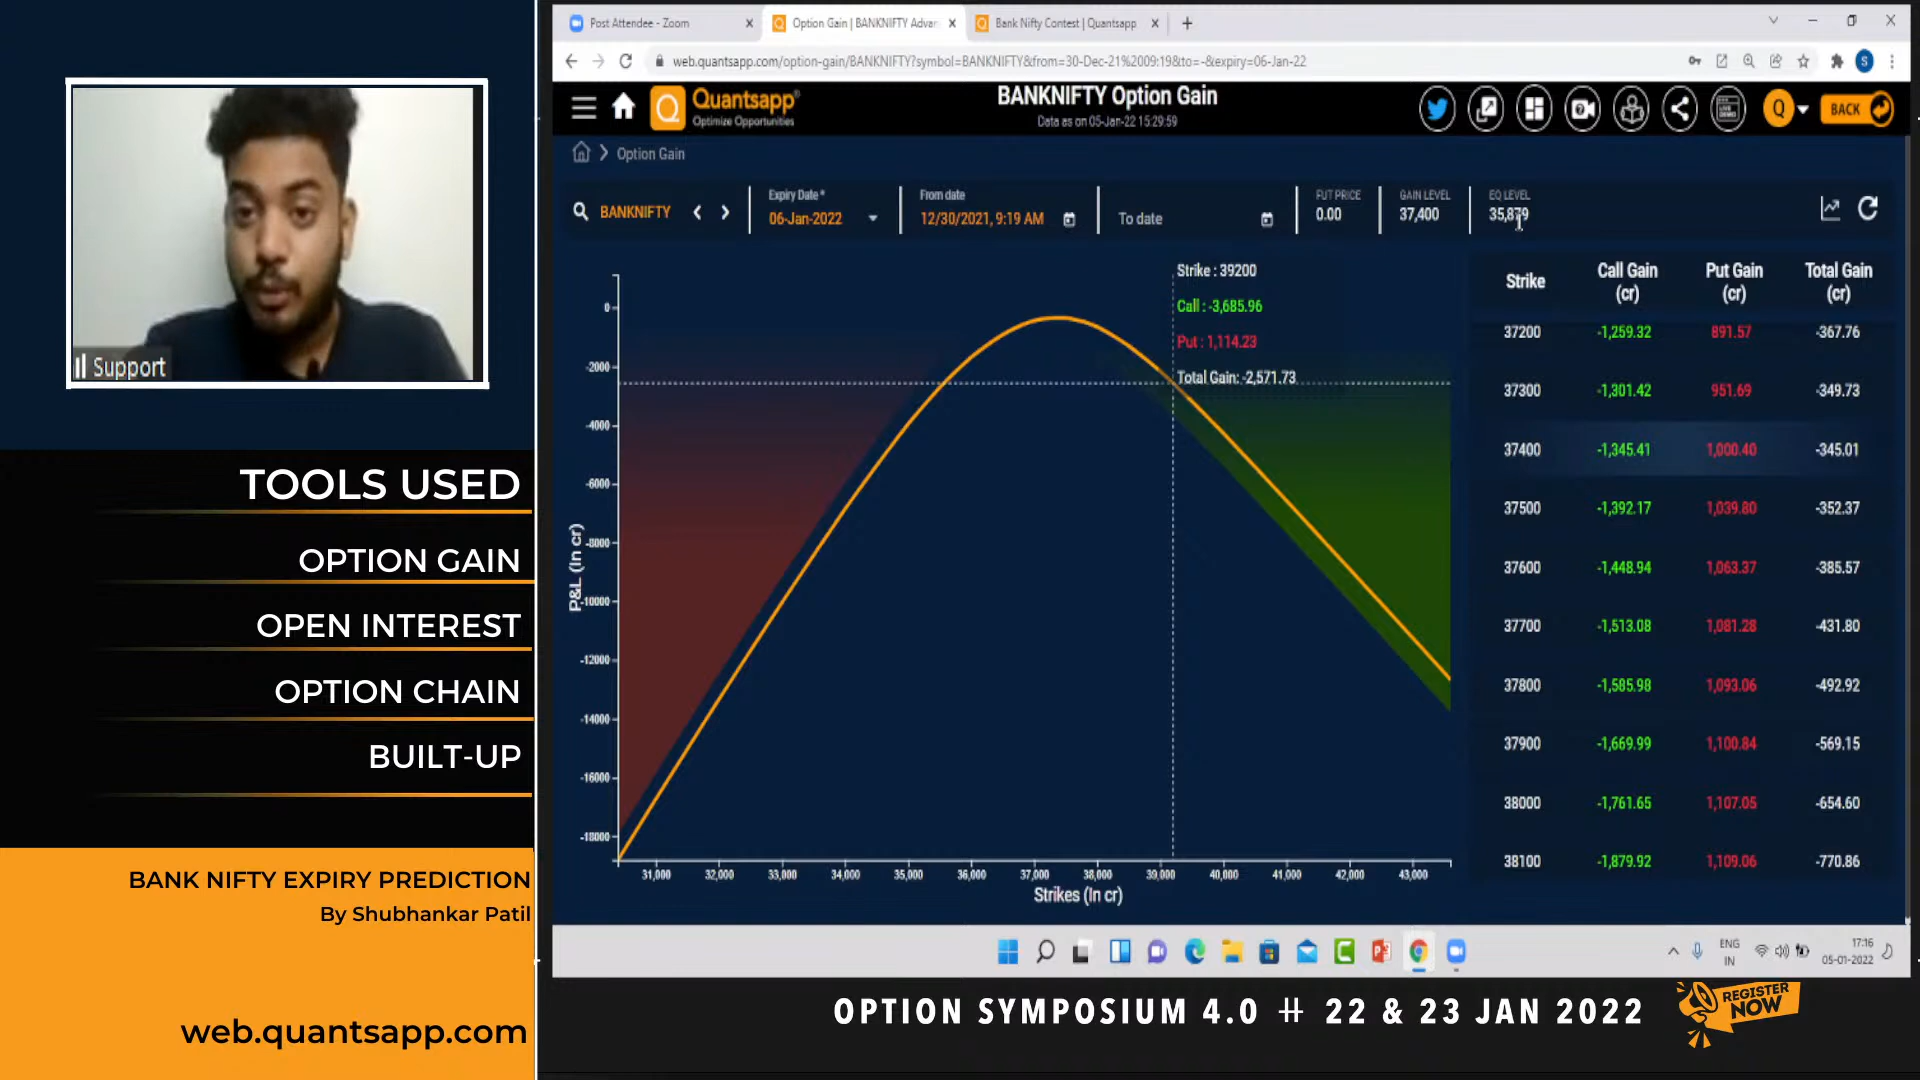 Support
TOOLS USED
OPTION GAIN
OPEN INTEREST
OPTION CHAIN
BUILT-UP
BANK NIFTY EXPIRY PREDICTION
By Shubhankar Patil
web.quantsapp.com
Post Attendee - Zoom
Option Gain | BANKNIFTY Advan
Bank Nifty Contest | Quantsapp
web.quantsapp.com/option-gain/BANKNIFTY?symbol=BANKNIFTY&from=30-Dec-21%2009:19&to=-&expiry=06-Jan-22
S
Quantsapp
Optimize Opportunities
BANKNIFTY Option Gain
Data as on 05-Jan-22 15:29:59
Q
BACK
Option Gain
BANKNIFTY
Expiry Date*
06-Jan-2022
From date
12/30/2021, 9:19 AM
To date
FUT PRICE
0.00
GAIN LEVEL
37,400
EQ LEVEL
35,879
Strike : 39200
Call : -3,685.96
Put : 1,114.23
Total Gain: -2,571.73
P&L (In cr)
0
-2000
-4000
-6000
-8000
-10000
-12000
-14000
-16000
-18000
31,000 32,000 33,000 34,000 35,000 36,000 37,000 38,000 39,000 40,000 41,000 42,000 43,000
Strikes (In cr)
Strike Call Gain (cr) Put Gain (cr) Total Gain (cr)
37200 -1,259.32 891.57 -367.76
37300 -1,301.42 951.69 -349.73
37400 -1,345.41 1,000.40 -345.01
37500 -1,392.17 1,039.80 -352.37
37600 -1,448.94 1,063.37 -385.57
37700 -1,513.08 1,081.28 -431.80
37800 -1,585.98 1,093.06 -492.92
37900 -1,669.99 1,100.84 -569.15
38000 -1,761.65 1,107.05 -654.60
38100 -1,879.92 1,109.06 -770.86
ENG
IN
17:16
05-01-2022
OPTION SYMPOSIUM 4.0 # 22 & 23 JAN 2022
REGISTER
NOW